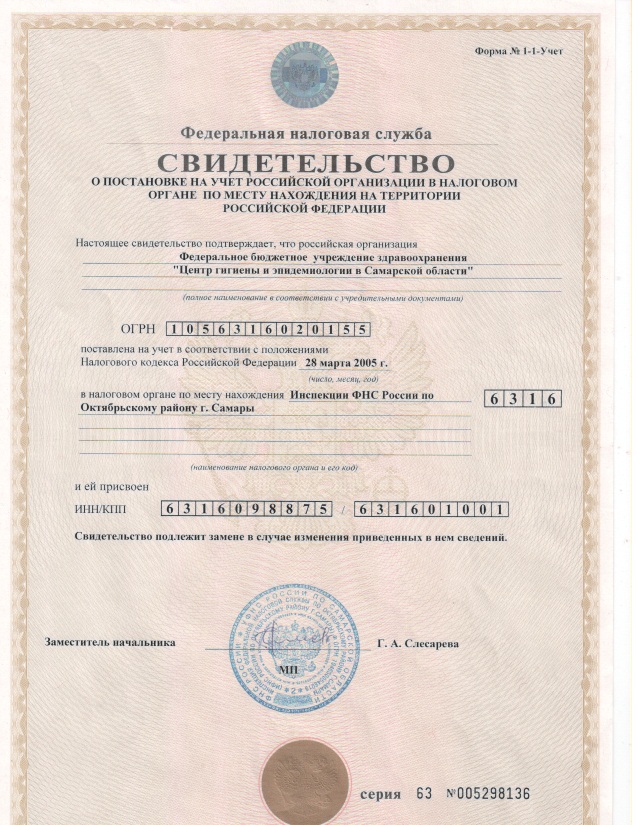 Форма № 1-1-Учет
Федеральная налоговая служба
СВИДЕТЕЛЬСТВО
О ПОСТАНОВКЕ НА УЧЕТ РОССИЙСКОЙ ОРГАНИЗАЦИИ В НАЛОГОВОМ
ОРГАНЕ ПО МЕСТУ НАХОЖДЕНИЯ НА ТЕРРИТОРИИ
РОССИЙСКОЙ ФЕДЕРАЦИИ
Настоящее свидетельство подтверждает, что российская организация
Федеральное бюджетное учреждение здравоохранения
"Центр гигиены и эпидемиологии в Самарской области"
(полное наименование в соответствии с учредительными документами)
ОГРН 1056316020155
поставлена на учет в соответствии с положениями
Налогового кодекса Российской Федерации 28 марта 2005 г.
(число, месяц, год)
в налоговом органе по месту нахождения Инспекции ФНС России по 6316
Октябрьскому району г. Самары
(наименование налогового органа и его код)
и ей присвоен
ИНН/КПП 6316098875 / 631601001
Свидетельство подлежит замене в случае изменения приведенных в нем сведений.
Заместитель начальника Г. А. Слесарева
МП
серия 63 №005298136